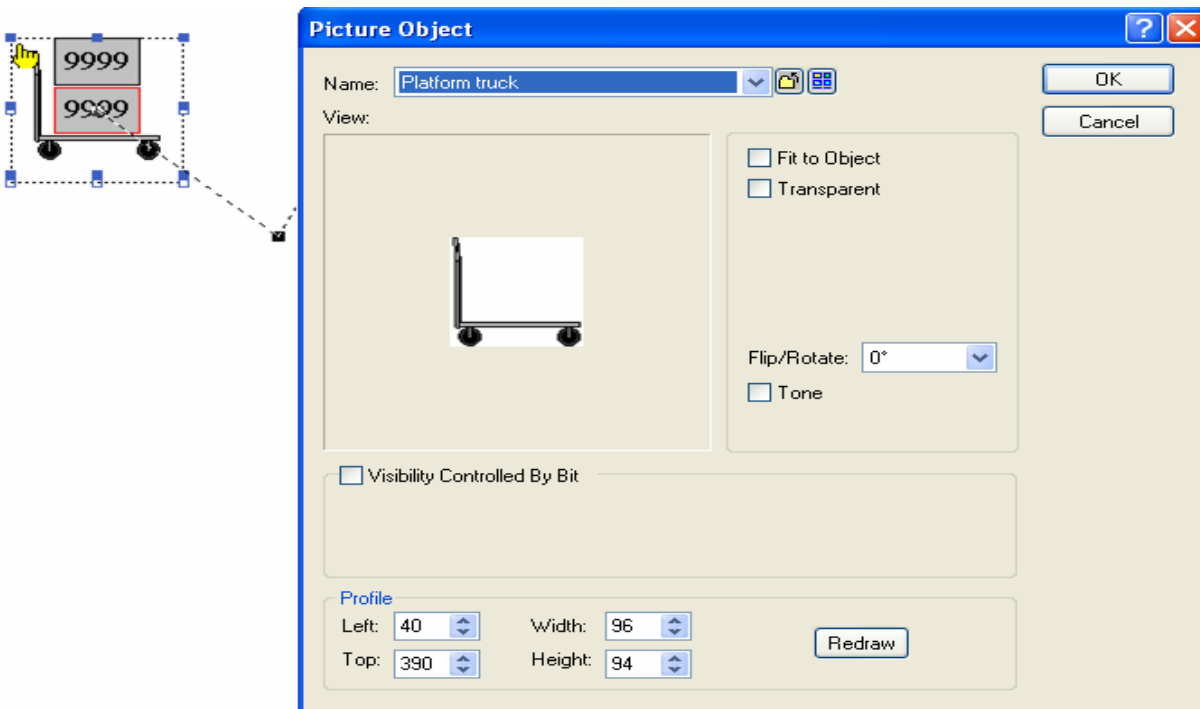 9999
9999
Picture Object
Name: Platform truck
OK
View:
Cancel
Fit to Object
Transparent
Flip/Rotate: 0°
Tone
Visibility Controlled By Bit
Profile
Left: 40 Width: 96
Redraw
Top: 390 Height: 94